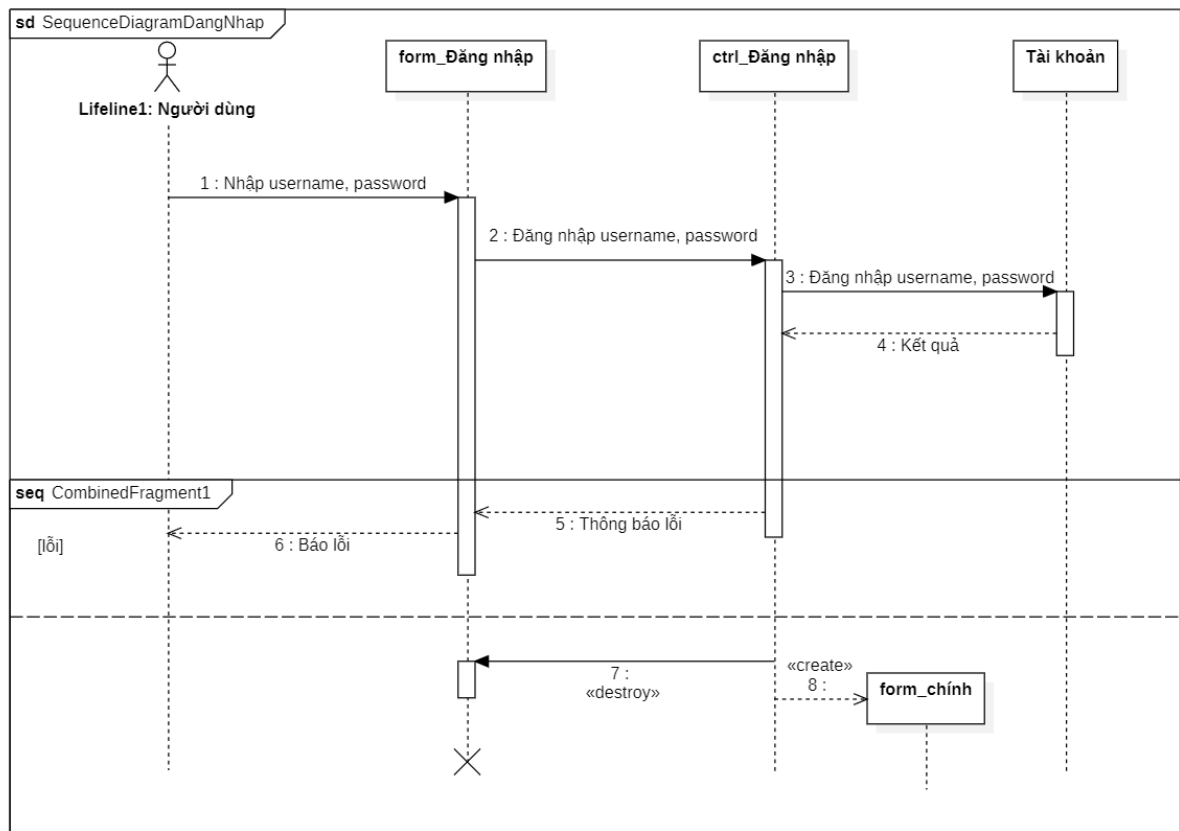 sd SequenceDiagramDangNhap
form_Đăng nhập
ctrl_Đăng nhập
Tài khoản
Lifeline1: Người dùng
1 : Nhập username, password
2 : Đăng nhập username, password
3 : Đăng nhập username, password
4 : Kết quả
seq CombinedFragment1
5 : Thông báo lỗi
[lỗi]
6 : Báo lỗi
7 :
«destroy»
«create»
8 :
form_chính